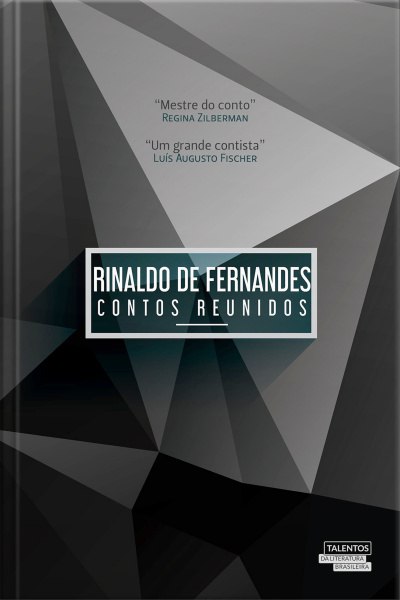 “Mestre do conto”
REGINA ZILBERMAN
“Um grande contista”
LUÍS AUGUSTO FISCHER
RINALDO DE FERNANDES
CONTOS REUNIDOS
TALENTOS
DA LITERATURA
BRASILEIRA